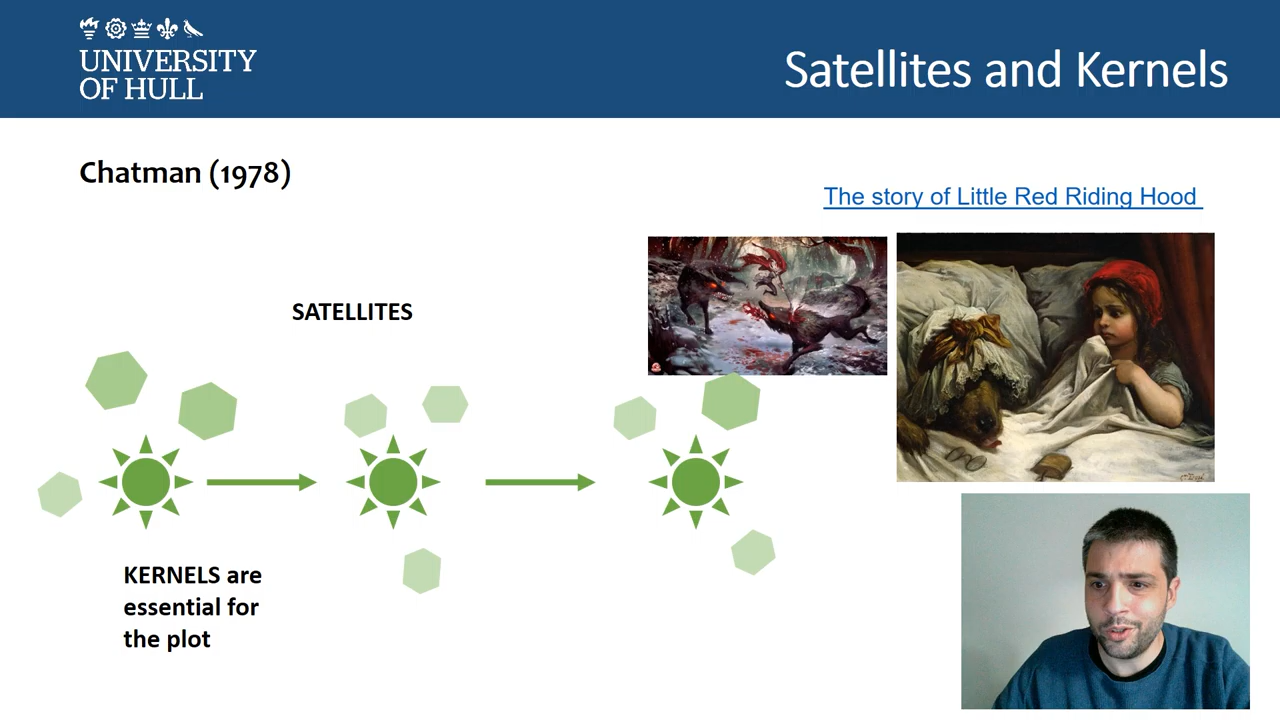 UNIVERSITY
OF HULL
Satellites and Kernels
Chatman (1978)
The story of Little Red Riding Hood
SATELLITES
KERNELS are
essential for
the plot